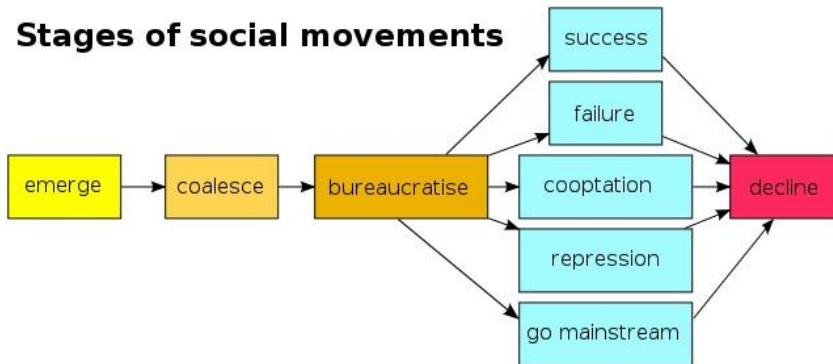 Stages of social movements
success
failure
emerge
coalesce
bureaucratise
cooptation
decline
repression
go mainstream